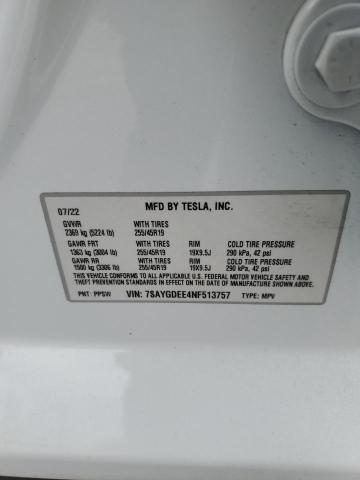 07/22 MFD BY TESLA, INC.
GVWR WITH TIRES
2369 kg (5224 lb) 255/45R19
GAWR FRT WITH TIRES RIM COLD TIRE PRESSURE
1363 kg (3004 lb) 255/45R19 19X9.5J 290 kPa, 42 psi
GAWR RR WITH TIRES RIM COLD TIRE PRESSURE
1500 kg (3306 lb) 255/45R19 19X9.5J 290 kPa, 42 psi
THIS VEHICLE CONFORMS TO ALL APPLICABLE U.S. FEDERAL MOTOR VEHICLE SAFETY AND
THEFT PREVENTION STANDARDS IN EFFECT ON THE DATE OF MANUFACTURE SHOWN ABOVE.
PNT: PPSW VIN: 7SAYGDEE4NF513757 TYPE: MPV